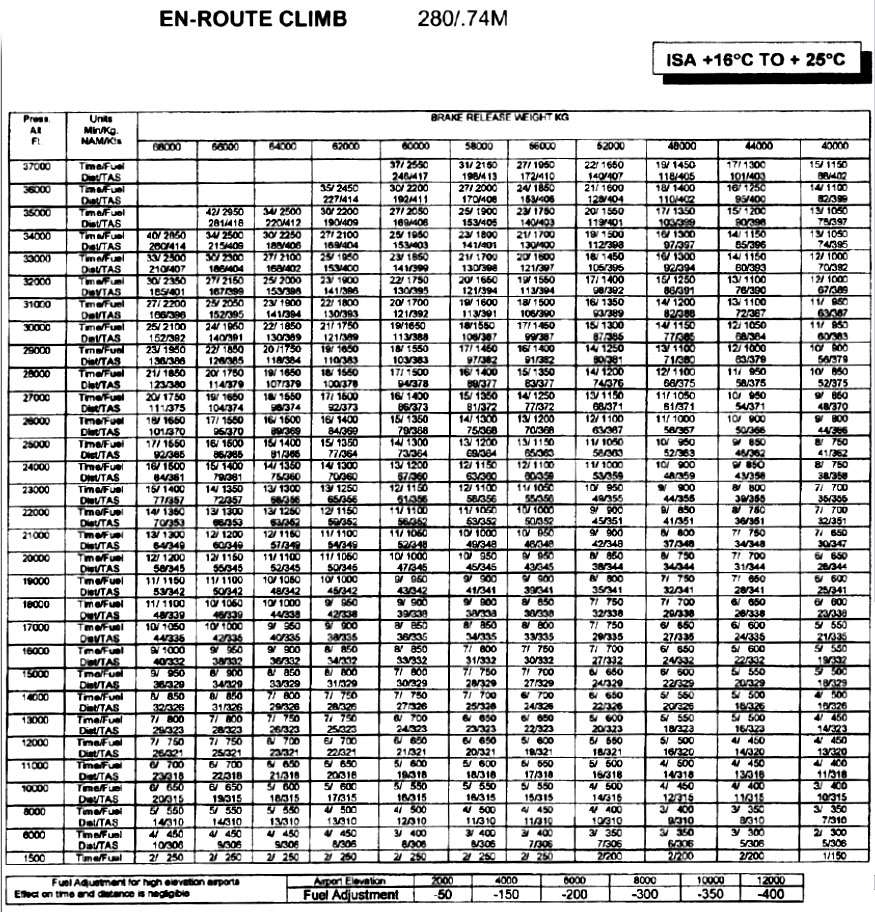 EN-ROUTE CLIMB 280/.74M
ISA +16°C TO + 25°C
Press. Units BRAKE RELEASE WEIGHT KG
Alt Min/Kg.
Ft. NAM/Kts 68000 66000 64000 62000 60000 58000 56000 52000 48000 44000 40000
37000 Time/Fuel 37/ 2550 31/ 2150 27/ 1950 22/ 1650 19/ 1450 17/ 1300 15/ 1150
Dist/TAS 246/417 198/413 172/410 140/407 118/405 101/403 88/402
36000 Time/Fuel 35/ 2450 30/ 2200 27/ 2000 24/ 1850 21/ 1600 18/ 1400 16/ 1250 14/ 1100
Dist/TAS 227/414 192/411 170/408 153/406 128/404 110/402 95/400 82/399
35000 Time/Fuel 42/ 2950 34/ 2500 30/ 2200 27/ 2050 25/ 1900 23/ 1750 20/ 1550 17/ 1350 15/ 1200 13/ 1050
Dist/TAS 281/418 220/412 190/409 169/406 153/405 140/403 119/401 103/399 90/398 78/397
34000 Time/Fuel 40/ 2850 34/ 2500 30/ 2250 27/ 2100 25/ 1950 23/ 1800 21/ 1700 19/ 1500 16/ 1300 14/ 1150 13/ 1050
Dist/TAS 260/414 215/409 188/406 169/404 153/403 141/401 130/400 112/398 97/397 85/396 74/395
33000 Time/Fuel 33/ 2500 30/ 2300 27/ 2100 25/ 1950 23/ 1850 21/ 1700 20/ 1600 18/ 1450 16/ 1300 14/ 1150 12/ 1000
Dist/TAS 210/407 186/404 168/402 153/400 141/399 130/398 121/397 105/395 92/394 80/393 70/392
32000 Time/Fuel 30/ 2350 27/ 2150 25/ 2000 23/ 1900 22/ 1750 20/ 1650 19/ 1550 17/ 1400 15/ 1250 13/ 1100 12/ 1000
Dist/TAS 185/401 167/399 153/398 141/396 130/395 121/394 113/394 98/392 86/391 76/390 67/389
31000 Time/Fuel 27/ 2200 25/ 2050 23/ 1900 22/ 1800 20/ 1700 19/ 1600 18/ 1500 16/ 1350 14/ 1200 13/ 1100 11/ 950
Dist/TAS 166/396 152/395 141/394 130/393 121/392 113/391 106/390 93/389 82/388 72/387 63/387
30000 Time/Fuel 25/ 2100 24/ 1950 22/ 1850 21/ 1750 19/1650 18/1550 17/ 1450 15/ 1300 14/ 1150 12/ 1050 11/ 950
Dist/TAS 152/392 140/391 130/389 121/389 113/388 106/387 99/387 87/385 77/385 68/384 60/383
29000 Time/Fuel 23/ 1950 22/ 1850 20 /1750 19/ 1650 18/ 1550 17/ 1450 16/ 1400 14/ 1250 13/ 1100 12/ 1000 10/ 900
Dist/TAS 136/386 126/385 118/384 110/383 103/383 97/382 91/382 80/381 71/380 63/379 56/379
28000 Time/Fuel 21/ 1850 20/ 1750 19/ 1650 18/ 1550 17/ 1500 16/ 1400 15/ 1350 14/ 1200 12/ 1100 11/ 950 10/ 850
Dist/TAS 123/380 114/379 107/379 100/378 94/378 89/377 83/377 74/376 66/375 58/375 52/375
27000 Time/Fuel 20/ 1750 19/ 1650 18/ 1550 17/ 1500 16/ 1400 15/ 1350 14/ 1250 13/ 1150 11/ 1050 10/ 950 9/ 850
Dist/TAS 111/375 104/374 98/374 92/373 86/373 81/372 77/372 68/371 61/371 54/371 48/370
26000 Time/Fuel 18/ 1650 17/ 1550 16/ 1500 16/ 1400 15/ 1350 14/ 1300 13/ 1200 12/ 1100 11/ 1000 10/ 900 9/ 800
Dist/TAS 101/370 95/370 89/369 84/369 79/368 75/368 70/368 63/367 56/367 50/366 44/366
25000 Time/Fuel 17/ 1550 16/ 1500 15/ 1400 15/ 1350 14/ 1300 13/ 1200 13/ 1150 11/ 1050 10/ 950 9/ 850 8/ 750
Dist/TAS 92/365 86/365 81/365 77/364 73/364 69/364 65/363 58/363 52/363 46/362 41/362
24000 Time/Fuel 16/ 1500 15/ 1400 14/ 1350 14/ 1300 13/ 1200 12/ 1150 12/ 1100 11/ 1000 10/ 900 9/ 850 8/ 750
Dist/TAS 84/361 79/361 75/360 70/360 67/360 63/360 60/359 53/359 48/359 43/358 38/358
23000 Time/Fuel 15/ 1400 14/ 1350 13/ 1300 13/ 1250 12/ 1150 12/ 1100 11/ 1050 10/ 950 9/ 900 8/ 800 7/ 700
Dist/TAS 77/357 72/357 68/356 65/356 61/356 58/356 55/356 49/355 44/355 39/355 35/355
22000 Time/Fuel 14/ 1350 13/ 1300 13/ 1250 12/ 1150 11/ 1100 11/ 1050 10/ 1000 9/ 900 9/ 850 8/ 750 7/ 700
Dist/TAS 70/353 66/353 63/352 59/352 56/352 53/352 50/352 45/351 41/351 36/351 32/351
21000 Time/Fuel 13/ 1300 12/ 1200 12/ 1150 11/ 1100 11/ 1050 10/ 1000 10/ 950 9/ 900 8/ 800 7/ 750 7/ 650
Dist/TAS 64/349 60/349 57/349 54/349 52/348 49/348 46/348 42/348 37/348 34/348 30/347
20000 Time/Fuel 12/ 1200 12/ 1150 11/ 1100 11/ 1050 10/ 1000 10/ 950 9/ 950 8/ 850 8/ 750 7/ 700 6/ 650
Dist/TAS 58/345 55/345 52/345 50/345 47/345 45/345 43/345 38/344 34/344 31/344 28/344
19000 Time/Fuel 11/ 1150 11/ 1100 10/ 1050 10/ 1000 9/ 950 9/ 900 9/ 900 8/ 800 7/ 750 7/ 650 6/ 600
Dist/TAS 53/342 50/342 48/342 45/342 43/342 41/341 39/341 35/341 32/341 28/341 25/341
18000 Time/Fuel 11/ 1100 10/ 1050 10/ 1000 9/ 950 9/ 900 9/ 900 8/ 850 7/ 750 7/ 700 6/ 650 6/ 600
Dist/TAS 48/339 46/339 44/338 42/338 39/338 38/338 36/338 32/338 29/338 26/338 23/338
17000 Time/Fuel 10/ 1050 10/ 1000 9/ 950 9/ 900 8/ 850 8/ 850 8/ 800 7/ 750 6/ 650 6/ 600 5/ 550
Dist/TAS 44/335 42/335 40/335 38/335 36/335 34/335 33/335 29/335 27/335 24/335 21/335
16000 Time/Fuel 9/ 1000 9/ 950 9/ 900 8/ 850 8/ 850 7/ 800 7/ 750 7/ 700 6/ 650 5/ 600 5/ 550
Dist/TAS 40/332 38/332 36/332 34/332 33/332 31/332 30/332 27/332 24/332 22/332 19/332
15000 Time/Fuel 9/ 950 8/ 900 8/ 850 8/ 800 7/ 800 7/ 750 7/ 700 6/ 650 6/ 600 5/ 550 5/ 500
Dist/TAS 36/329 34/329 33/329 31/329 30/329 28/329 27/329 24/329 22/329 20/329 18/329
14000 Time/Fuel 8/ 850 8/ 850 7/ 800 7/ 750 7/ 750 7/ 700 6/ 700 6/ 650 5/ 550 5/ 550 4/ 500
Dist/TAS 32/326 31/326 29/326 28/326 27/326 25/326 24/326 22/326 20/326 18/326 16/326
13000 Time/Fuel 7/ 800 7/ 800 7/ 750 7/ 700 6/ 700 6/ 650 6/ 650 6/ 600 5/ 550 5/ 500 4/ 450
Dist/TAS 29/323 28/323 26/323 25/323 24/323 23/323 22/323 20/323 18/323 16/323 14/323
12000 Time/Fuel 7/ 750 7/ 750 6/ 700 6/ 700 6/ 650 6/ 600 6/ 600 5/ 550 5/ 500 4/ 450 4/ 450
Dist/TAS 26/321 25/321 23/321 22/321 21/321 20/321 19/321 18/321 16/320 14/320 13/320
11000 Time/Fuel 6/ 700 6/ 700 6/ 650 6/ 600 5/ 600 5/ 600 5/ 550 5/ 500 4/ 500 4/ 450 4/ 400
Dist/TAS 23/318 22/318 21/318 20/318 19/318 18/318 17/318 16/318 14/318 13/318 11/318
10000 Time/Fuel 6/ 650 6/ 650 6/ 600 5/ 600 5/ 550 5/ 550 5/ 500 4/ 500 4/ 450 4/ 400 3/ 400
Dist/TAS 20/315 19/315 18/315 17/315 16/315 16/315 15/315 14/315 12/315 11/315 10/315
8000 Time/Fuel 5/ 550 5/ 550 5/ 500 4/ 500 4/ 500 4/ 500 4/ 450 4/ 400 3/ 400 3/ 350 3/ 350
Dist/TAS 14/310 14/310 13/310 13/310 12/310 11/310 11/310 10/310 9/310 8/310 7/310
6000 Time/Fuel 4/ 450 4/ 450 4/ 450 4/ 400 3/ 400 3/ 400 3/ 400 3/ 350 3/ 350 3/ 300 2/ 300
Dist/TAS 10/306 9/306 9/306 8/306 8/306 8/306 7/306 7/306 6/306 5/306 5/306
1500 Time/Fuel 2/ 250 2/ 250 2/ 250 2/ 250 2/ 250 2/ 250 2/ 250 2/200 2/200 2/200 1/150
Fuel Adjustment for high elevation airports Airport Elevation 2000 4000 6000 8000 10000 12000
Effect on time and distance is negligible Fuel Adjustment -50 -150 -200 -300 -350 -400